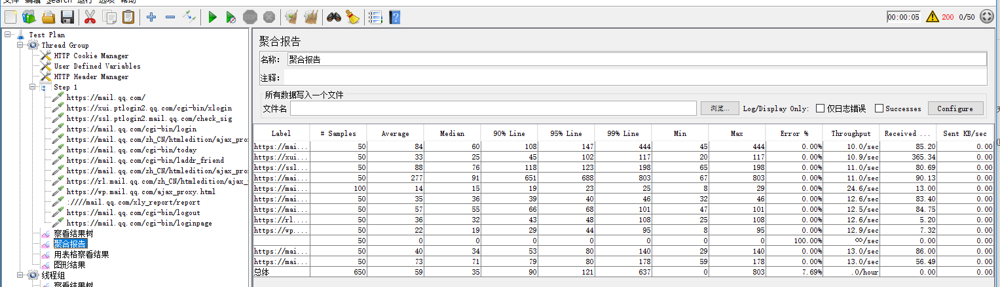 文件 编辑 Search 运行 选项 帮助
00:00:05 200 0/50
Test Plan
Thread Group
HTTP Cookie Manager
User Defined Variables
HTTP Header Manager
Step 1
https://mail.qq.com/
https://xui.ptlogin2.qq.com/cgi-bin/xlogin
https://ssl.ptlogin2.mail.qq.com/check_sig
https://mail.qq.com/cgi-bin/login
https://mail.qq.com/zh_CN/htmledition/ajax_pro
https://mail.qq.com/cgi-bin/today
https://mail.qq.com/cgi-bin/laddr_friend
https://mail.qq.com/zh_CN/htmledition/ajax_pro
https://rl.mail.qq.com/zh_CN/htmledition/ajax_
https://wp.mail.qq.com/ajax_proxy.html
:////mail.qq.com/xly_report/report
https://mail.qq.com/cgi-bin/logout
https://mail.qq.com/cgi-bin/loginpage
察看结果树
聚合报告
用表格察看结果
图形结果
线程组
察看结果树
聚合报告
名称: 聚合报告
注释:
所有数据写入一个文件
文件名 浏览... Log/Display Only: 仅日志错误 Successes Configure
Label # Samples Average Median 90% Line 95% Line 99% Line Min Max Error % Throughput Received ... Sent KB/sec
https://mai... 50 84 60 108 147 444 45 444 0.00% 10.0/sec 85.20 0.00
https://xui... 50 33 25 45 102 117 20 117 0.00% 10.9/sec 365.34 0.00
https://ssl... 50 88 76 118 123 198 65 198 0.00% 11.0/sec 80.69 0.00
https://mai... 50 277 91 651 688 803 67 803 0.00% 11.0/sec 90.13 0.00
https://mai... 100 14 15 19 23 25 8 29 0.00% 24.6/sec 13.00 0.00
https://mai... 50 35 36 39 40 46 32 46 0.00% 12.6/sec 83.40 0.00
https://mai... 50 57 55 66 68 101 47 101 0.00% 12.5/sec 84.75 0.00
https://rl.... 50 36 32 43 48 108 25 108 0.00% 12.6/sec 5.20 0.00
https://wp.... 50 22 19 29 44 95 8 95 0.00% 12.9/sec 7.32 0.00
50 0 0 0 0 0 0 0 100.00% ∞/sec 0.00 0.00
https://mai... 50 40 34 53 80 140 29 140 0.00% 13.0/sec 86.00 0.00
https://mai... 50 73 71 79 80 178 59 178 0.00% 13.0/sec 56.49 0.00
总体 650 59 35 90 121 637 0 803 7.69% .0/hour 0.00 0.00